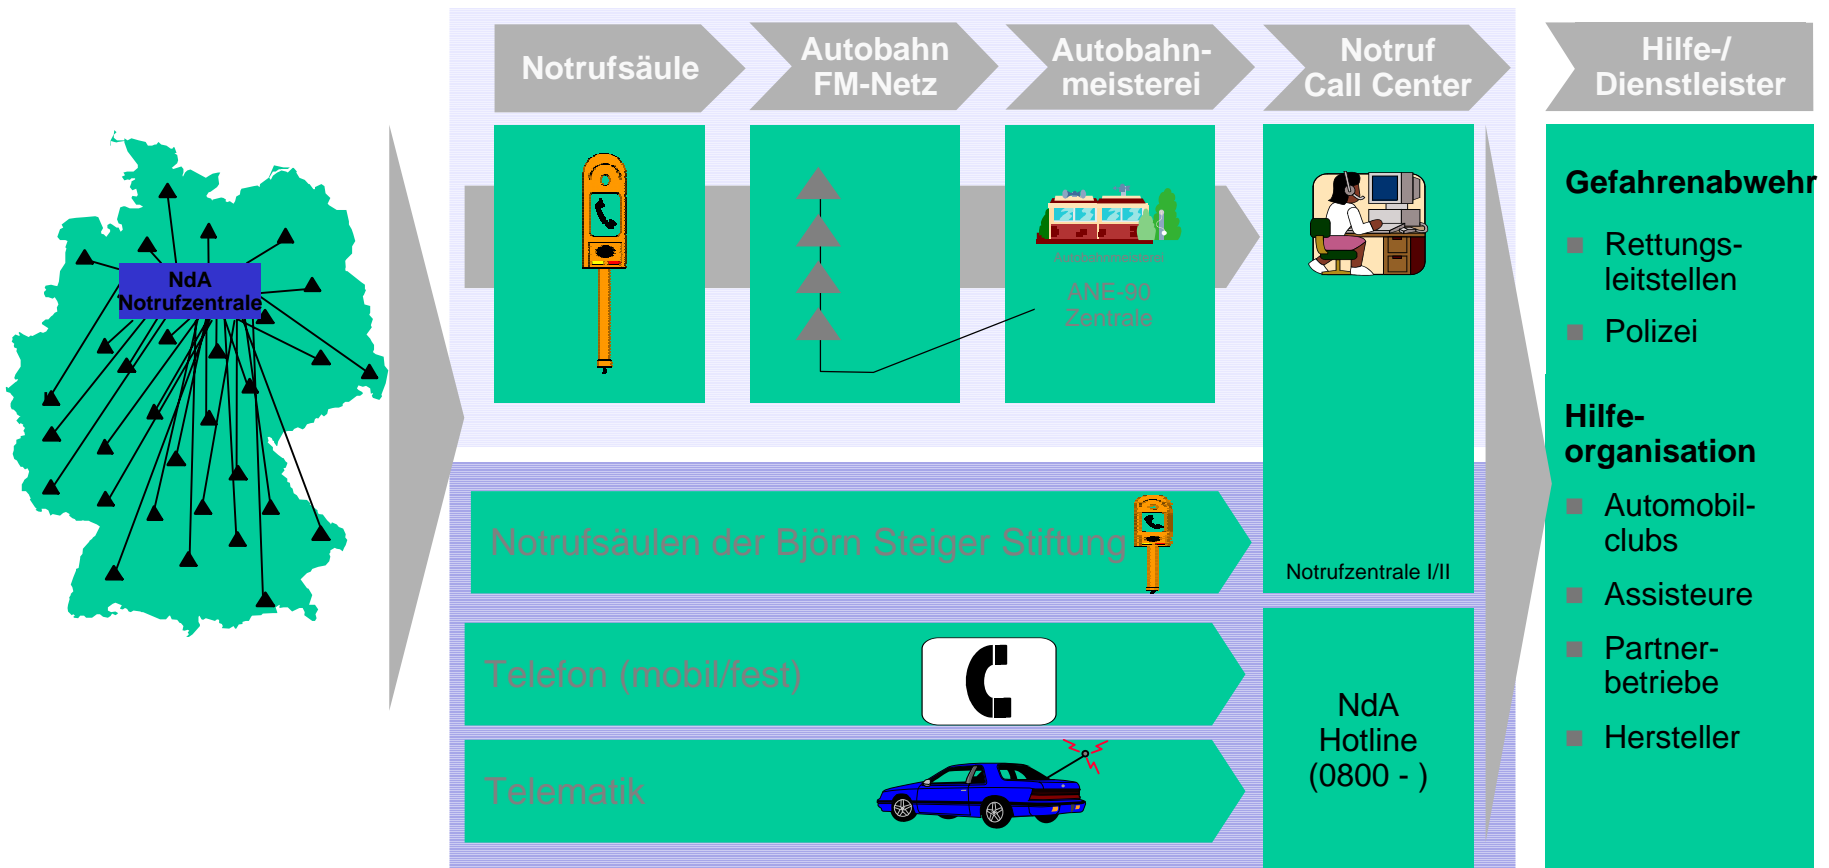 Notrufsäule
Autobahn
FM-Netz
Autobahn-
meisterei
Notruf
Call Center
Hilfe-/
Dienstleister
NdA
Notrufzentrale
Autobahnmeisterei
ANE-90
Zentrale
Notrufsäulen der Björn Steiger Stiftung
Notrufzentrale I/II
Telefon (mobil/fest)
Telematik
NdA
Hotline
(0800 - )
Gefahrenabwehr
Rettungs-
leitstellen
Polizei
Hilfe-
organisation
Automobil-
clubs
Assisteure
Partner-
betriebe
Hersteller